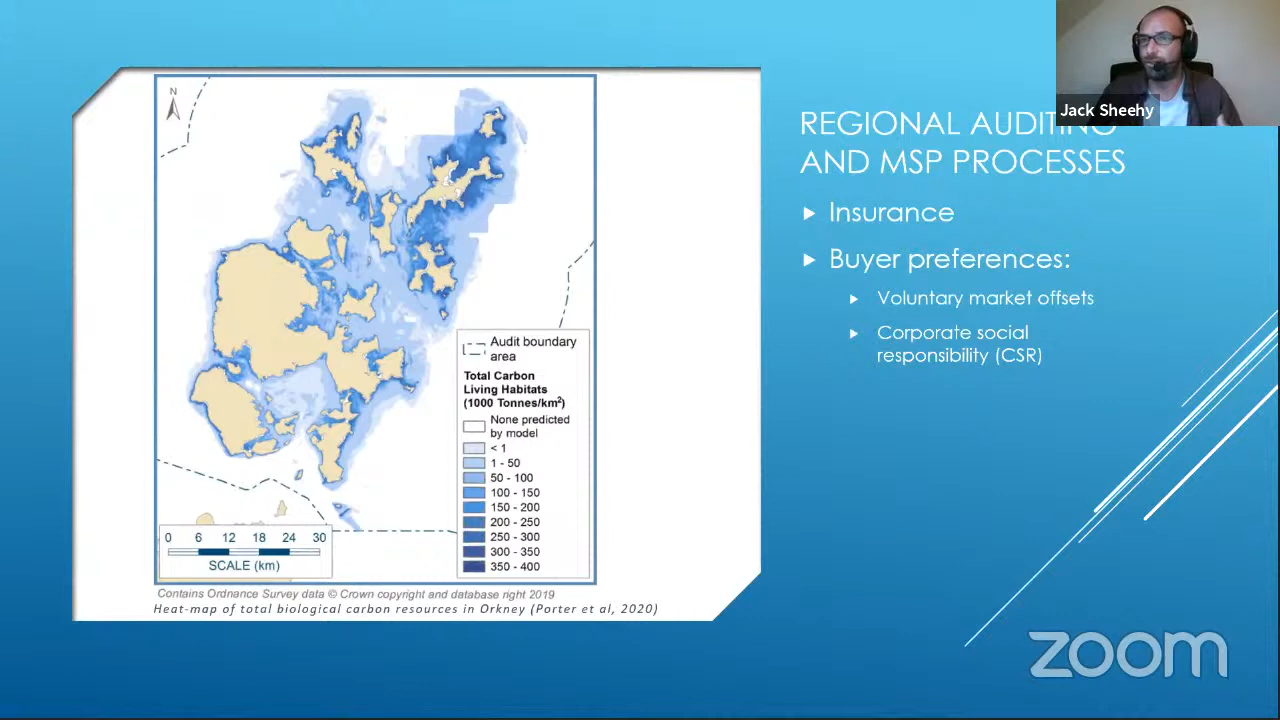 Jack Sheehy
REGIONAL AUDITING
AND MSP PROCESSES
Insurance
Buyer preferences:
Voluntary market offsets
Corporate social
responsibility (CSR)
N
Audit boundary
area
Total Carbon
Living Habitats
(1000 Tonnes/km²)
None predicted
by model
< 1
1 - 50
50 - 100
100 - 150
150 - 200
200 - 250
250 - 300
300 - 350
350 - 400
0 6 12 18 24 30
SCALE (km)
Contains Ordnance Survey data © Crown copyright and database right 2019
Heat-map of total biological carbon resources in Orkney (Porter et al, 2020)
zoom